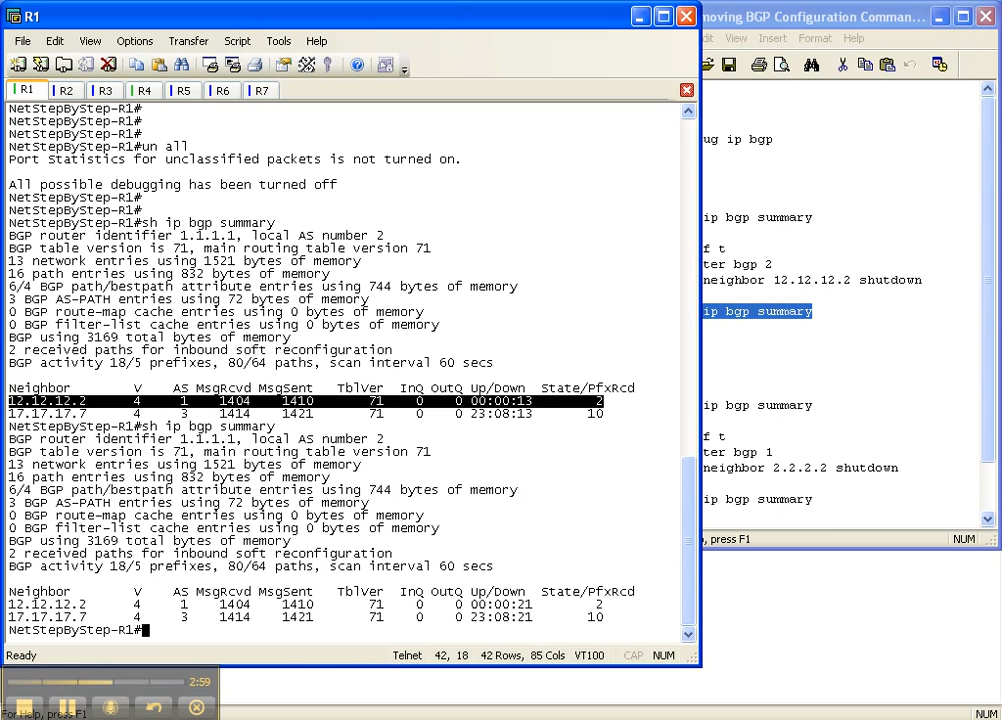 R1
File Edit View Options Transfer Script Tools Help
R1 R2 R3 R4 R5 R6 R7
NetStepByStep-R1#
NetStepByStep-R1#
NetStepByStep-R1#
NetStepByStep-R1#un all
Port Statistics for unclassified packets is not turned on.
All possible debugging has been turned off
NetStepByStep-R1#
NetStepByStep-R1#
NetStepByStep-R1#sh ip bgp summary
BGP router identifier 1.1.1.1, local AS number 2
BGP table version is 71, main routing table version 71
13 network entries using 1521 bytes of memory
16 path entries using 832 bytes of memory
6/4 BGP path/bestpath attribute entries using 744 bytes of memory
3 BGP AS-PATH entries using 72 bytes of memory
0 BGP route-map cache entries using 0 bytes of memory
0 BGP filter-list cache entries using 0 bytes of memory
BGP using 3169 total bytes of memory
2 received paths for inbound soft reconfiguration
BGP activity 18/5 prefixes, 80/64 paths, scan interval 60 secs
Neighbor V AS MsgRcvd MsgSent TblVer InQ OutQ Up/Down State/PfxRcd
12.12.12.2 4 1 1404 1410 71 0 0 00:00:13 2
17.17.17.7 4 3 1414 1421 71 0 0 23:08:13 10
NetStepByStep-R1#sh ip bgp summary
BGP router identifier 1.1.1.1, local AS number 2
BGP table version is 71, main routing table version 71
13 network entries using 1521 bytes of memory
16 path entries using 832 bytes of memory
6/4 BGP path/bestpath attribute entries using 744 bytes of memory
3 BGP AS-PATH entries using 72 bytes of memory
0 BGP route-map cache entries using 0 bytes of memory
0 BGP filter-list cache entries using 0 bytes of memory
BGP using 3169 total bytes of memory
2 received paths for inbound soft reconfiguration
BGP activity 18/5 prefixes, 80/64 paths, scan interval 60 secs
Neighbor V AS MsgRcvd MsgSent TblVer InQ OutQ Up/Down State/PfxRcd
12.12.12.2 4 1 1404 1410 71 0 0 00:00:21 2
17.17.17.7 4 3 1414 1421 71 0 0 23:08:21 10
NetStepByStep-R1#
Ready Telnet 42, 18 42 Rows, 85 Cols VT100 CAP NUM
2:59
For Help, press F1
moving BGP Configuration Comman...
dit View Insert Format Help
ug ip bgp
ip bgp summary
f t
ter bgp 2
neighbor 12.12.12.2 shutdown
ip bgp summary
ip bgp summary
f t
ter bgp 1
neighbor 2.2.2.2 shutdown
ip bgp summary
, press F1 NUM
NUM